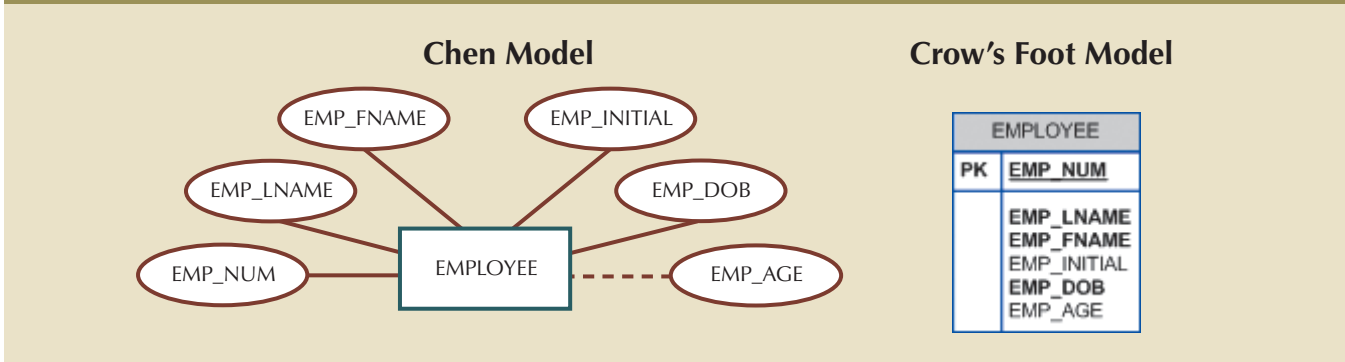 Chen Model
EMP_FNAME
EMP_INITIAL
EMP_LNAME
EMP_DOB
EMP_NUM
EMPLOYEE
EMP_AGE
Crow's Foot Model
EMPLOYEE
PK EMP_NUM
EMP_LNAME
EMP_FNAME
EMP_INITIAL
EMP_DOB
EMP_AGE